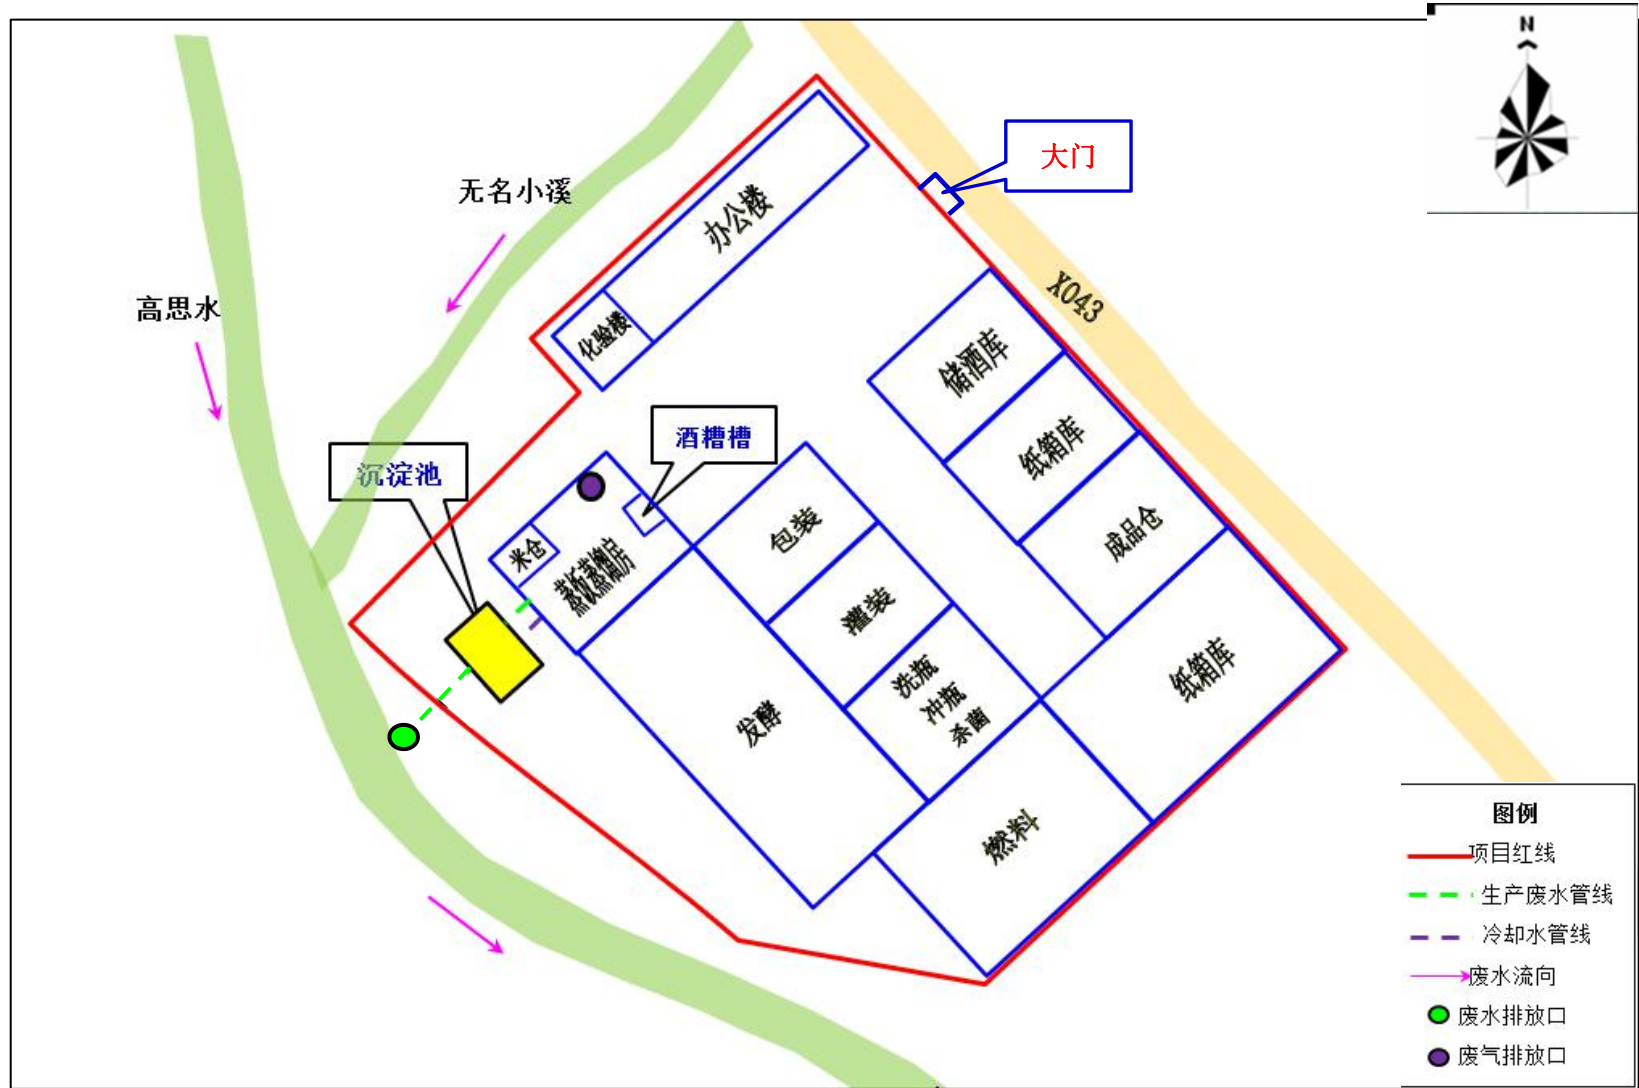 N
大门
无名小溪
办公楼
X043
高思水
化验楼
储酒库
酒糟槽
纸箱库
沉淀池
包装
成品仓
米仓
灌装
洗瓶
冲瓶
杀菌
纸箱库
发酵
燃料
图例
项目红线
生产废水管线
冷却水管线
废水流向
废水排放口
废气排放口